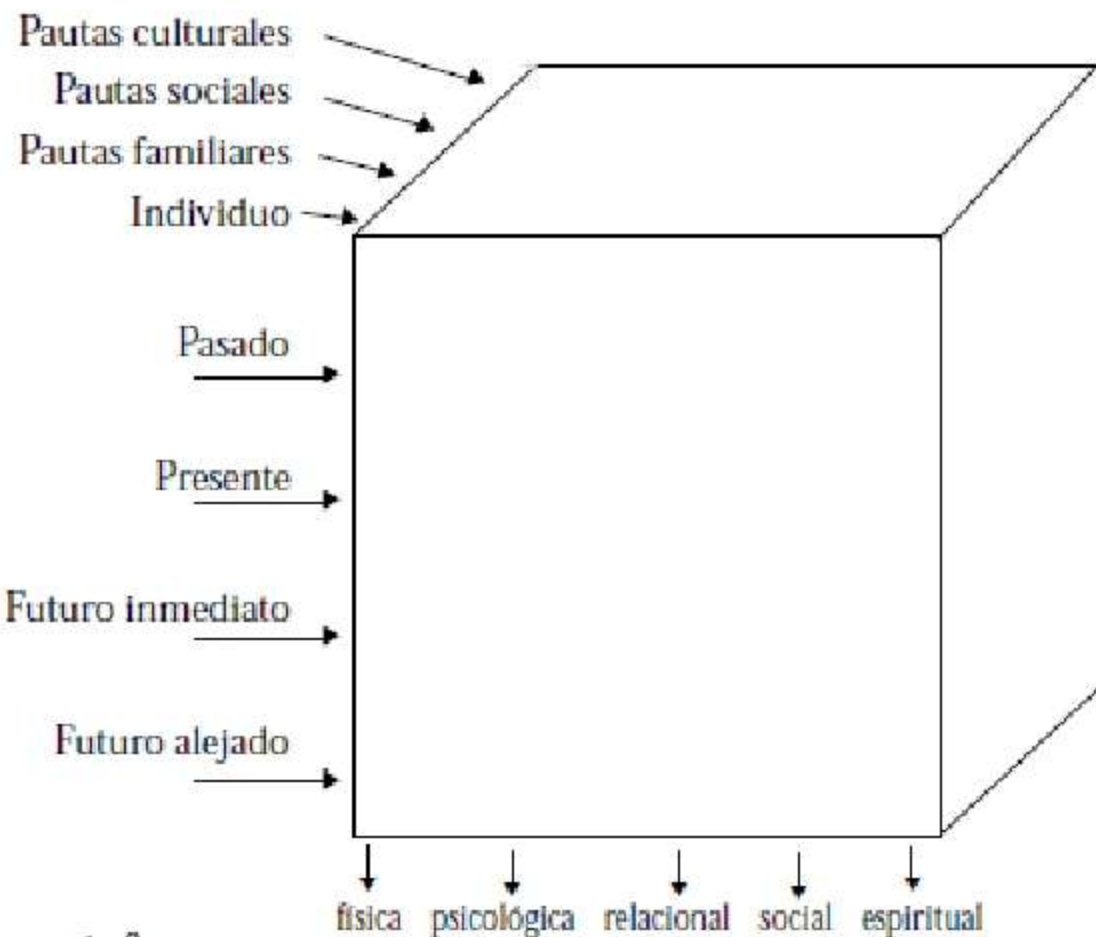 Pautas culturales
Pautas sociales
Pautas familiares
Individuo
Pasado
Presente
Futuro inmediato
Futuro alejado
física psicológica relacional social espiritual